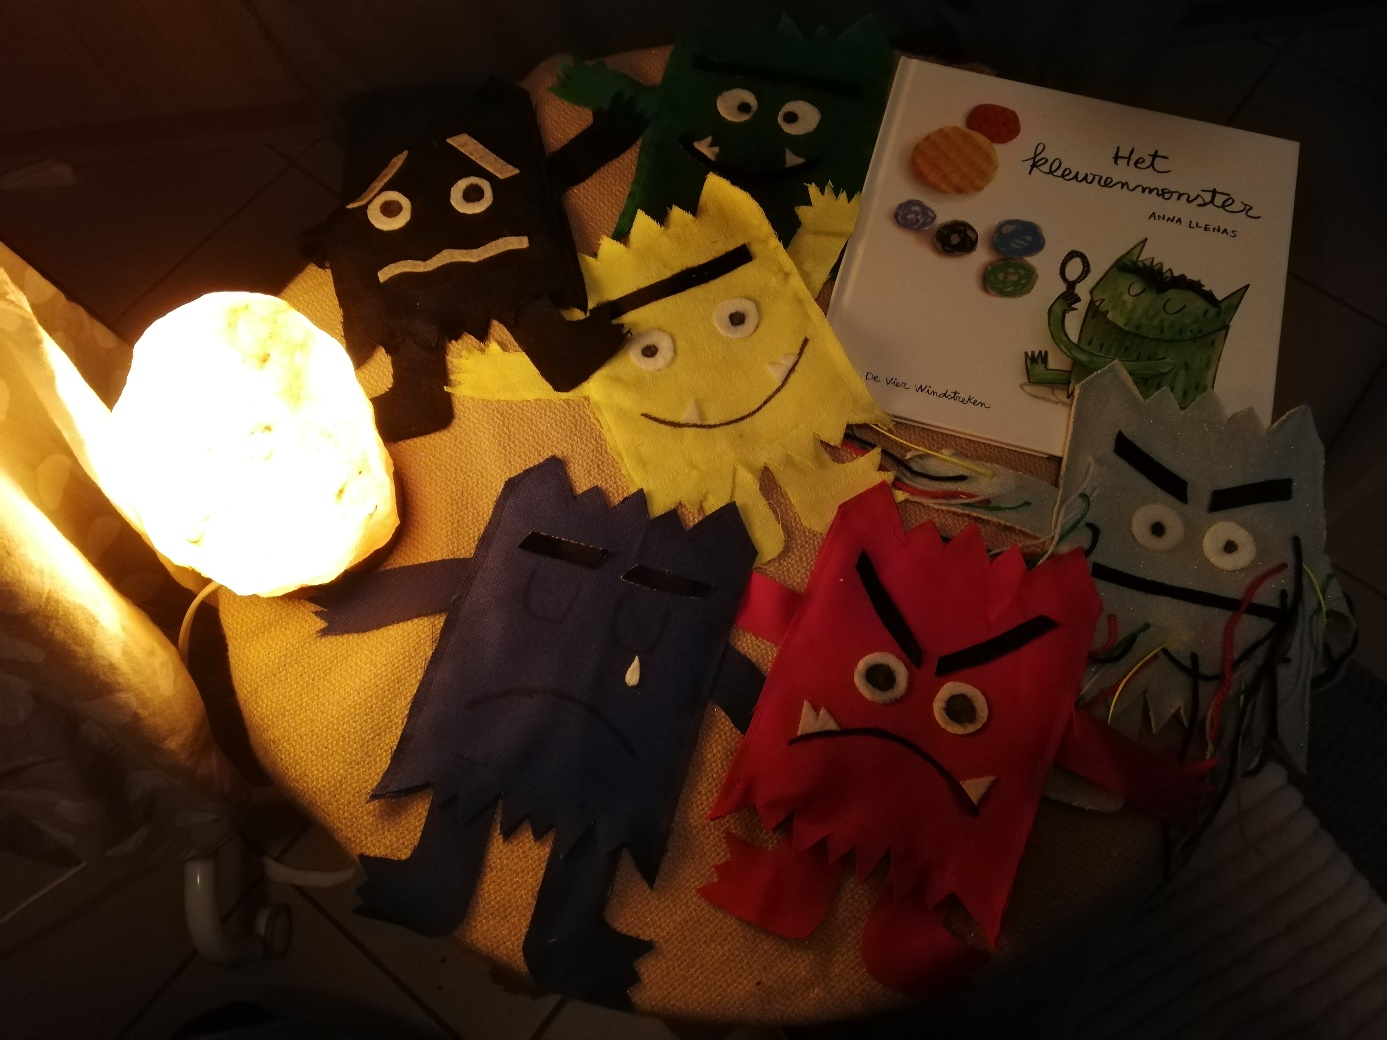 Het
kleurenmonster
ANNA LLENAS
De Vier Windstreken